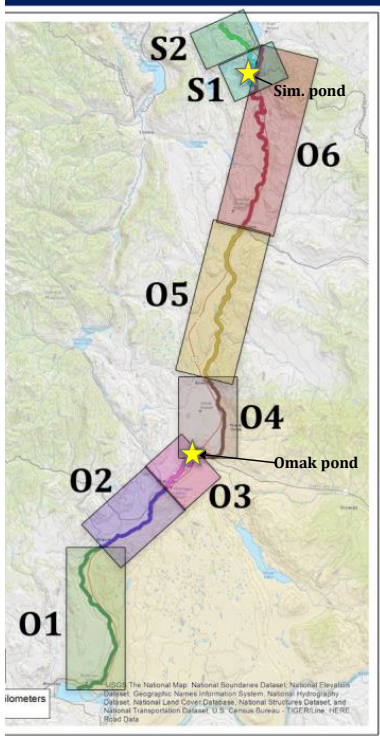 S2
S1
Sim. pond
O6
O5
O4
Omak pond
O2
O3
O1
USGS The National Map: National Boundaries Dataset, National Elevation
Dataset, Geographic Names Information System, National Hydrography
Dataset, National Land Cover Database, National Structures Dataset, and
National Transportation Dataset; U.S. Census Bureau - TIGER/Line; HERE
Road Data
ilometers